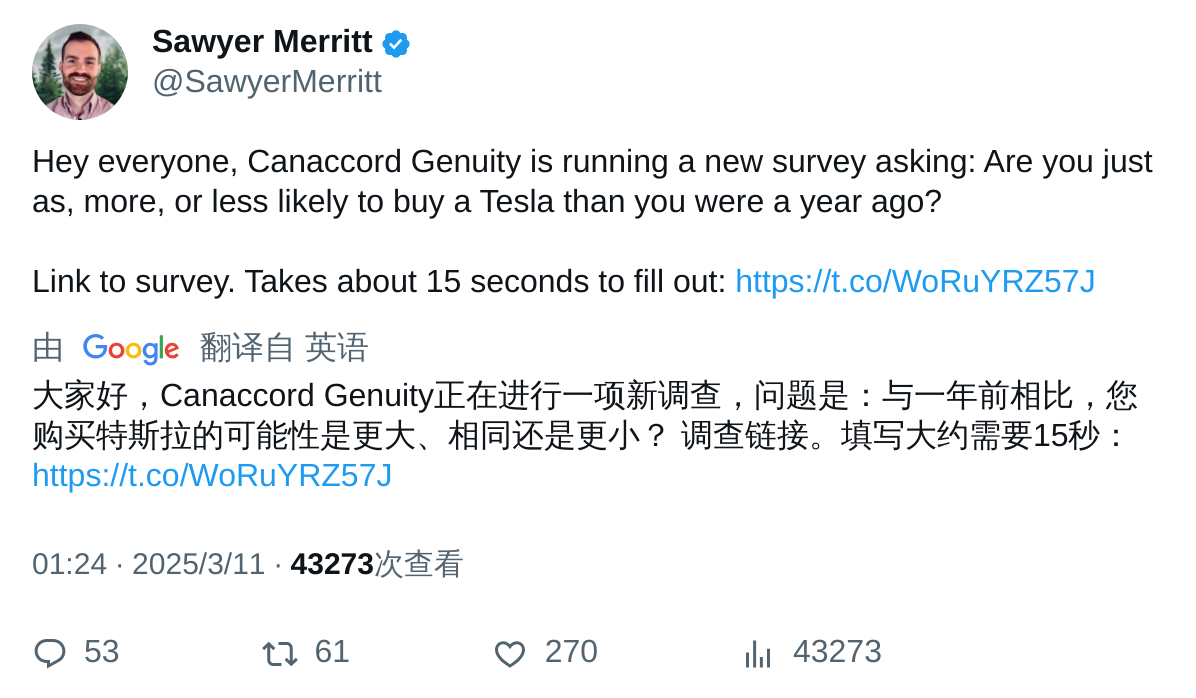 Sawyer Merritt
@SawyerMerritt
Hey everyone, Canaccord Genuity is running a new survey asking: Are you just
as, more, or less likely to buy a Tesla than you were a year ago?
Link to survey. Takes about 15 seconds to fill out: https://t.co/WoRuYRZ57J
由 Google 翻译自 英语
大家好，Canaccord Genuity正在进行一项新调查，问题是：与一年前相比，您
购买特斯拉的可能性是更大、相同还是更小？ 调查链接。填写大约需要15秒：
https://t.co/WoRuYRZ57J
01:24 · 2025/3/11 · 43273次查看
53 61 270 43273